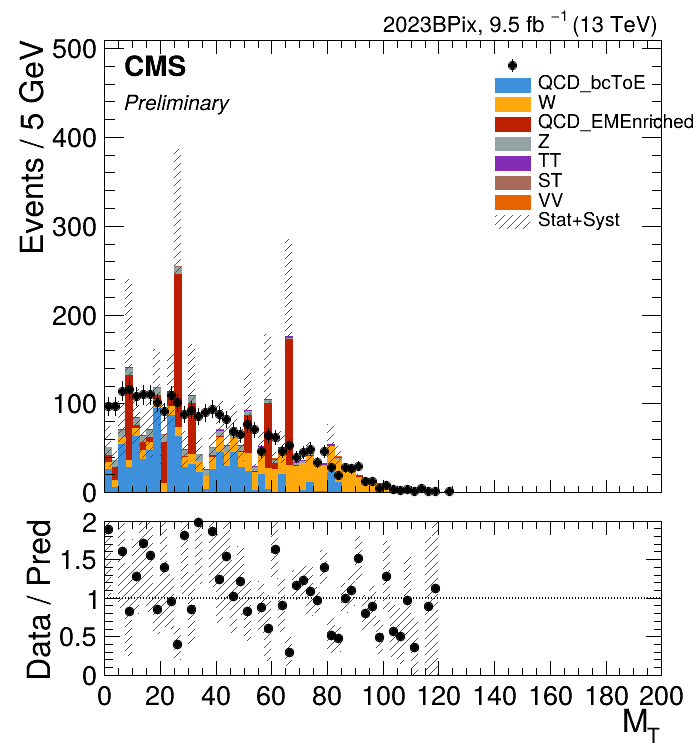 2023BPix, 9.5 fb⁻¹ (13 TeV)
Events / 5 GeV
500
400
300
200
100
0
CMS
Preliminary
QCD_bcToE
W
QCD_EMEnriched
Z
TT
ST
VV
Stat+Syst
Data / Pred
2
1.5
1
0.5
0
0 20 40 60 80 100 120 140 160 180 200
M_T